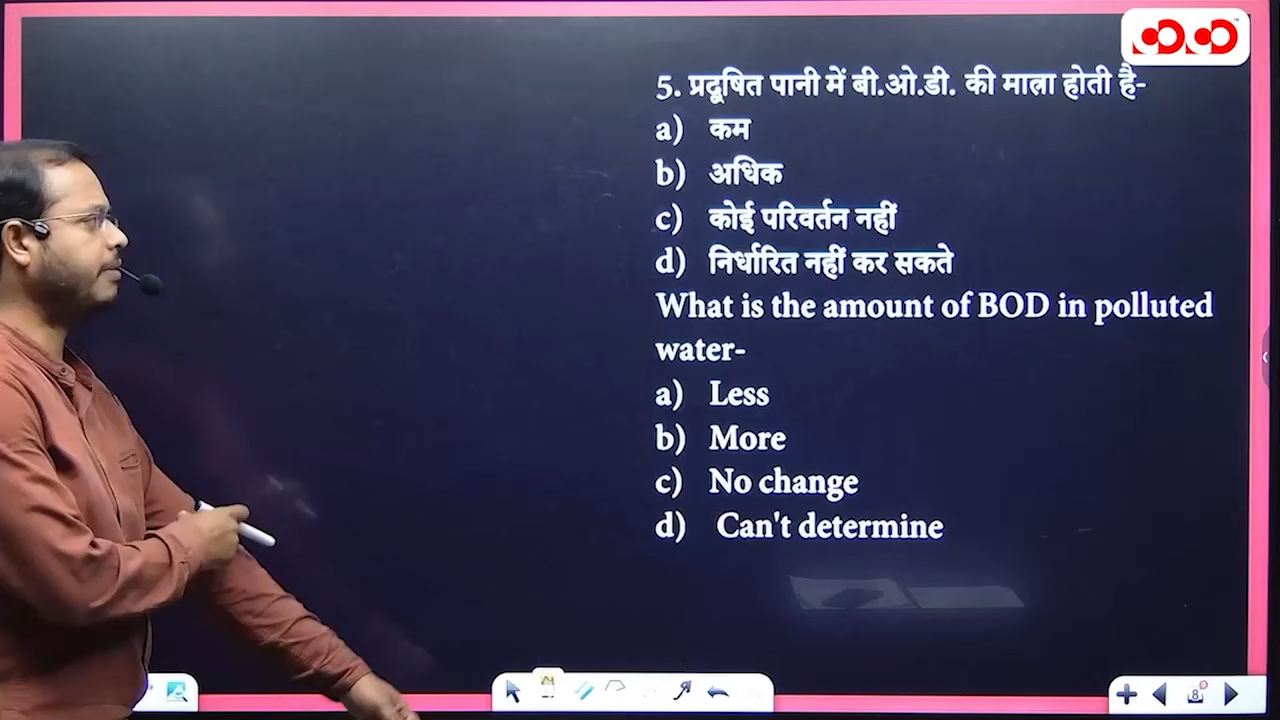 5. प्रदूषित पानी में बी.ओ.डी. की मात्रा होती है-
a) कम
b) अधिक
c) कोई परिवर्तन नहीं
d) निर्धारित नहीं कर सकते
What is the amount of BOD in polluted
water-
a) Less
b) More
c) No change
d) Can't determine
8